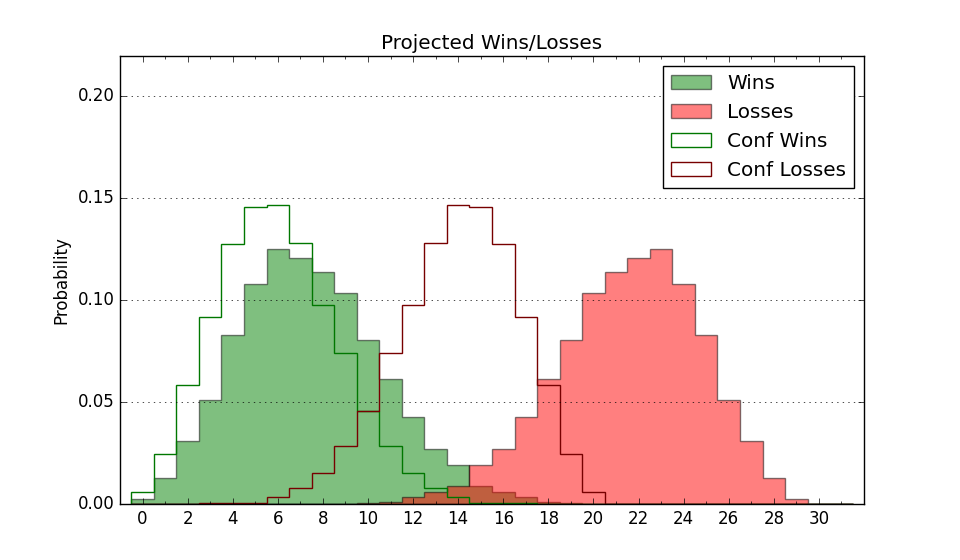 Projected Wins/Losses
Wins
Losses
Conf Wins
Conf Losses
Probability
0.20
0.15
0.10
0.05
0.00
0 2 4 6 8 10 12 14 16 18 20 22 24 26 28 30